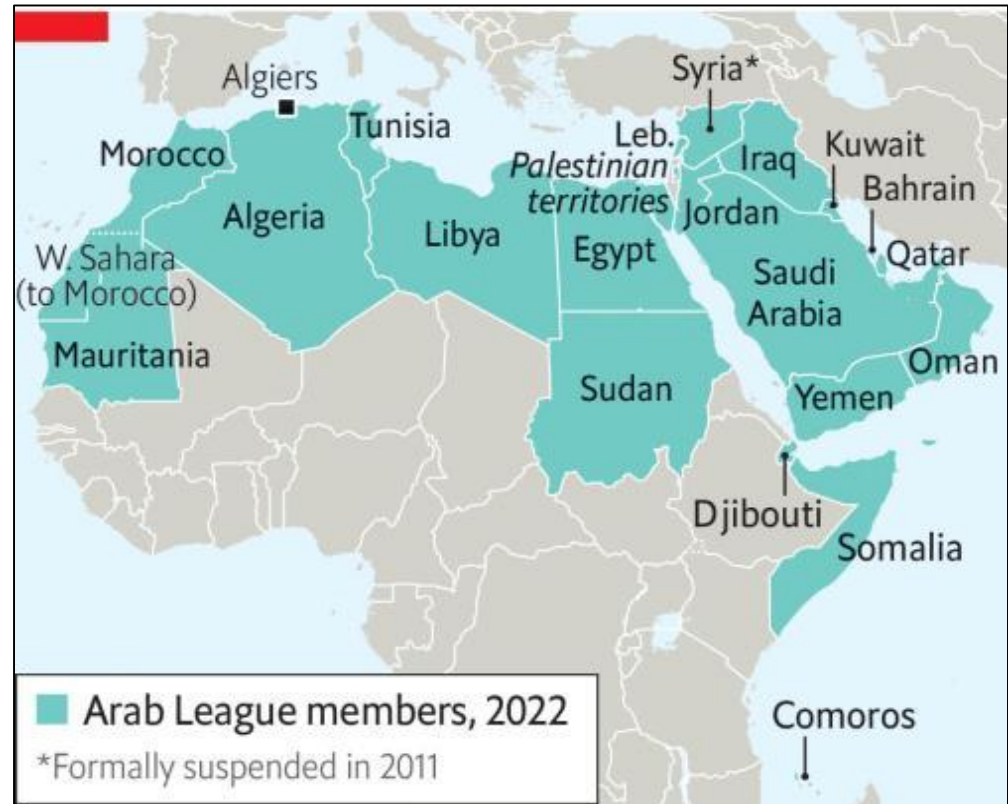 Algiers
Syria*
Tunisia
Leb.
Morocco
Palestinian
territories
Iraq
Kuwait
Bahrain
Algeria
Libya
Egypt
Jordan
Qatar
W. Sahara
(to Morocco)
Saudi
Arabia
Mauritania
Oman
Sudan
Yemen
Djibouti
Somalia
Comoros
Arab League members, 2022
*Formally suspended in 2011